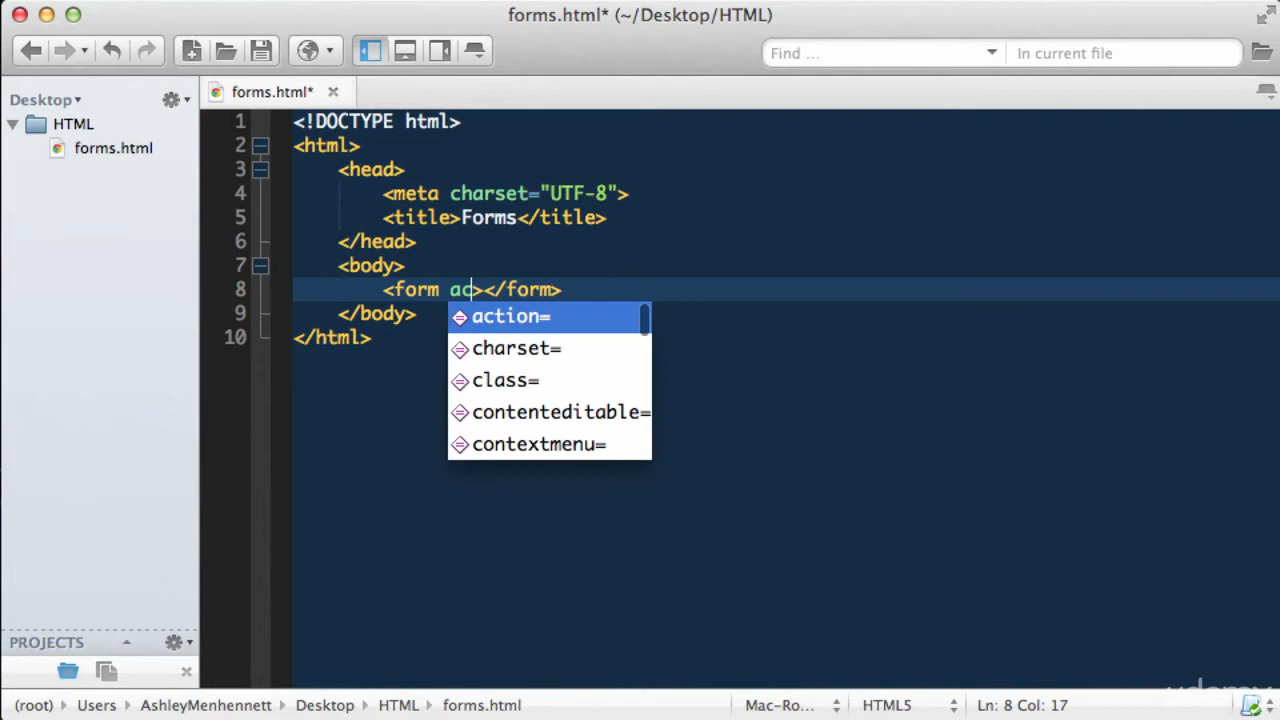 forms.html* (~/Desktop/HTML)
Find ...
In current file
Desktop
HTML
forms.html
forms.html*
1 <!DOCTYPE html>
2 <html>
3 <head>
4 <meta charset="UTF-8">
5 <title>Forms</title>
6 </head>
7 <body>
8 <form ac></form>
9 </body>
10 </html>
action=
charset=
class=
contenteditable=
contextmenu=
PROJECTS
udemy
(root) Users AshleyMenhennett Desktop HTML forms.html Mac-Ro... HTML5 Ln: 8 Col: 17